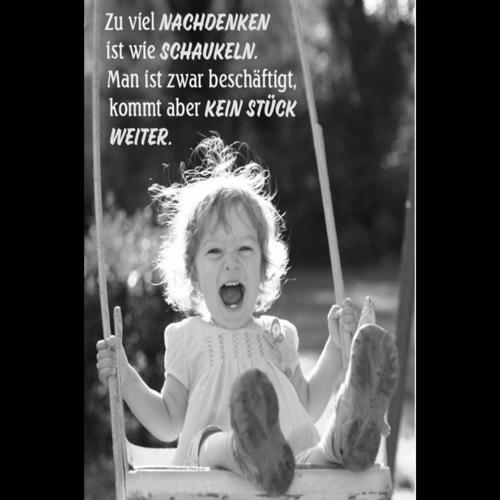 Zu viel NACHDENKEN
ist wie SCHAUKELN.
Man ist zwar beschäftigt,
kommt aber KEIN STÜCK
WEITER.